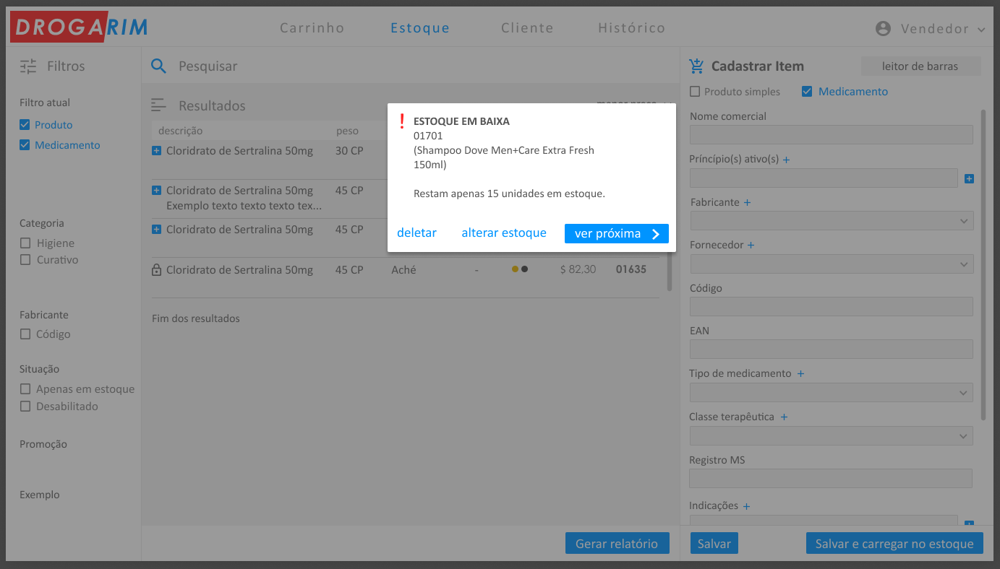 DROGARIM
Carrinho
Estoque
Cliente
Histórico
Vendedor
Filtros
Filtro atual
Produto
Medicamento
Categoria
Higiene
Curativo
Fabricante
Código
Situação
Apenas em estoque
Desabilitado
Promoção
Exemplo
Pesquisar
Resultados
descrição peso
Cloridrato de Sertralina 50mg 30 CP
Cloridrato de Sertralina 50mg 45 CP
Exemplo texto texto texto tex...
Cloridrato de Sertralina 50mg 45 CP
Cloridrato de Sertralina 50mg 45 CP Aché - $ 82,30 01635
Fim dos resultados
Gerar relatório
ESTOQUE EM BAIXA
01701
(Shampoo Dove Men+Care Extra Fresh
150ml)
Restam apenas 15 unidades em estoque.
deletar
alterar estoque
ver próxima
Cadastrar Item
leitor de barras
Produto simples
Medicamento
Nome comercial
Príncípio(s) ativo(s) +
Fabricante +
Fornecedor +
Código
EAN
Tipo de medicamento +
Classe terapêutica +
Registro MS
Indicações +
Salvar
Salvar e carregar no estoque